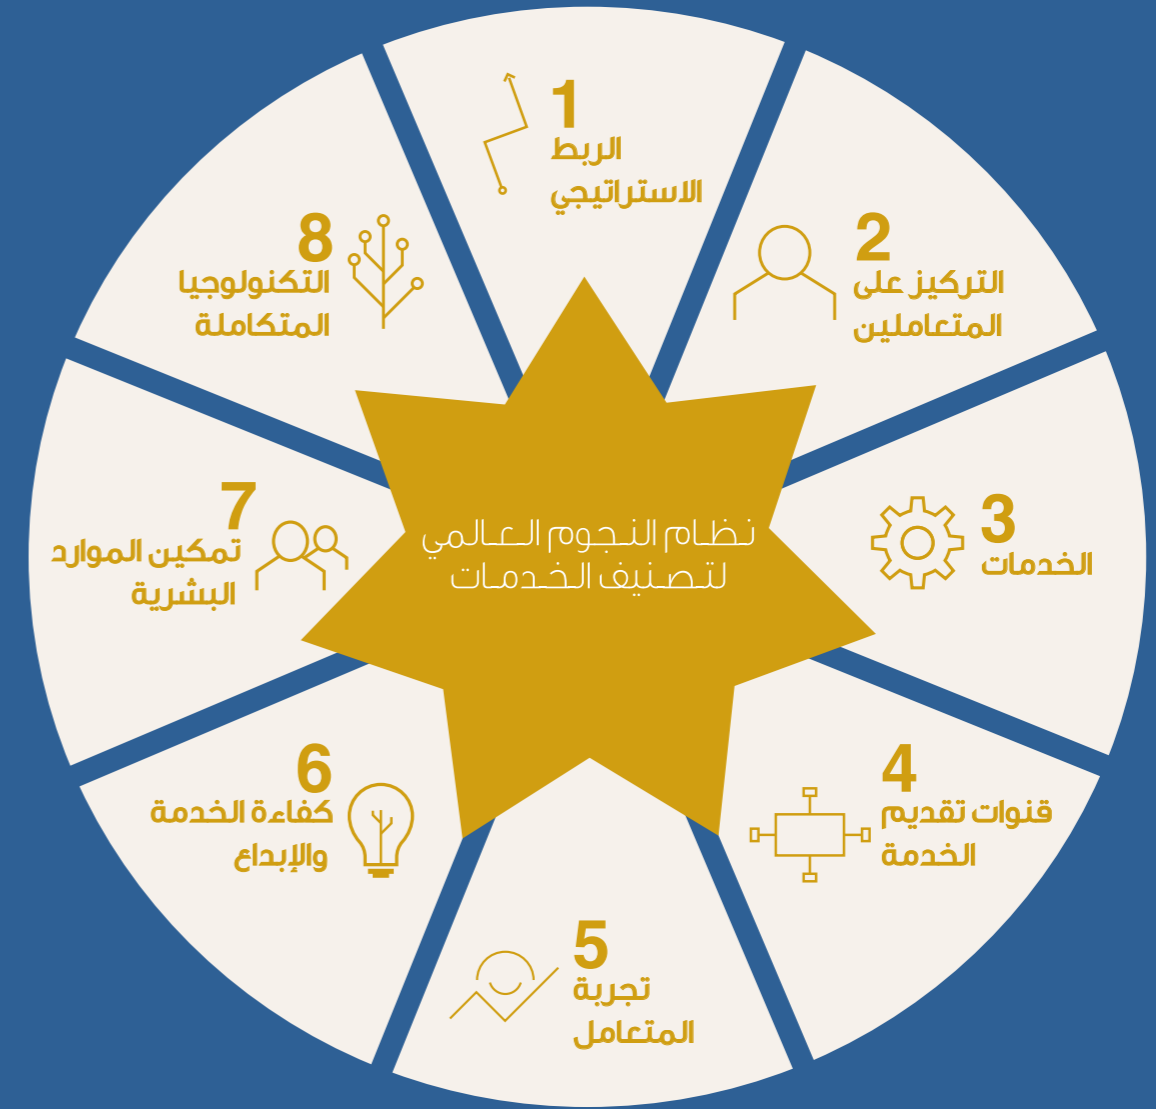 نظام النجوم العالمي
لتصنيف الخدمات
1
الربط
الاستراتيجي
2
التركيز على
المتعاملين
3
الخدمات
4
قنوات تقديم
الخدمة
5
تجربة
المتعامل
6
كفاءة الخدمة
والإبداع
7
تمكين الموارد
البشرية
8
التكنولوجيا
المتكاملة